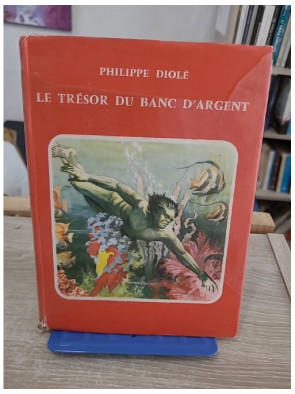 PHILIPPE DIOLÉ
LE TRÉSOR DU BANC D'ARGENT